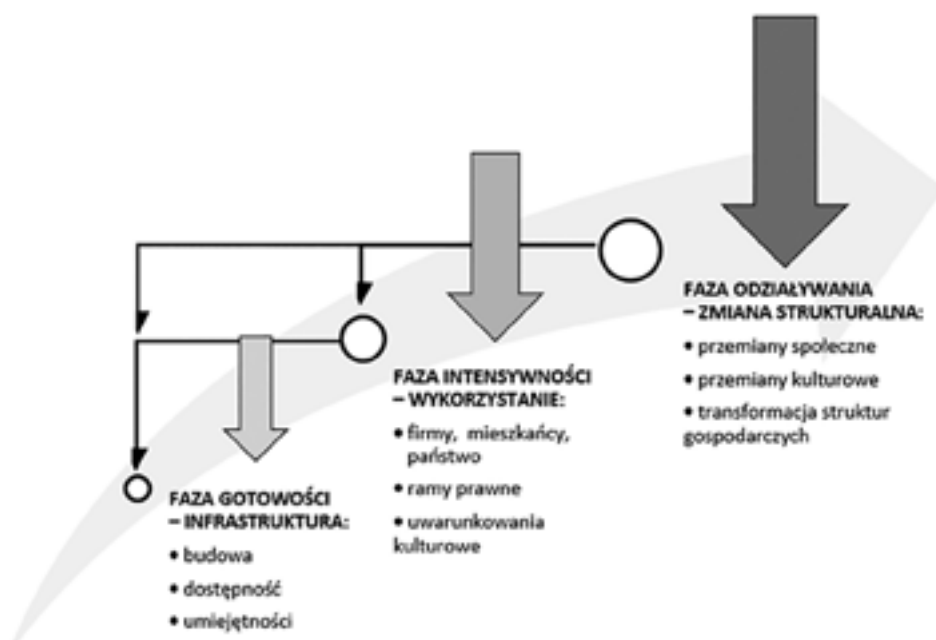 FAZA GOTOWOŚCI
– INFRASTRUKTURA:
• budowa
• dostępność
• umiejętności
FAZA INTENSYWNOŚCI
– WYKORZYSTANIE:
• firmy, mieszkańcy,
państwo
• ramy prawne
• uwarunkowania
kulturowe
FAZA ODZIAŁYWANIA
– ZMIANA STRUKTURALNA:
• przemiany społeczne
• przemiany kulturowe
• transformacja struktur
gospodarczych